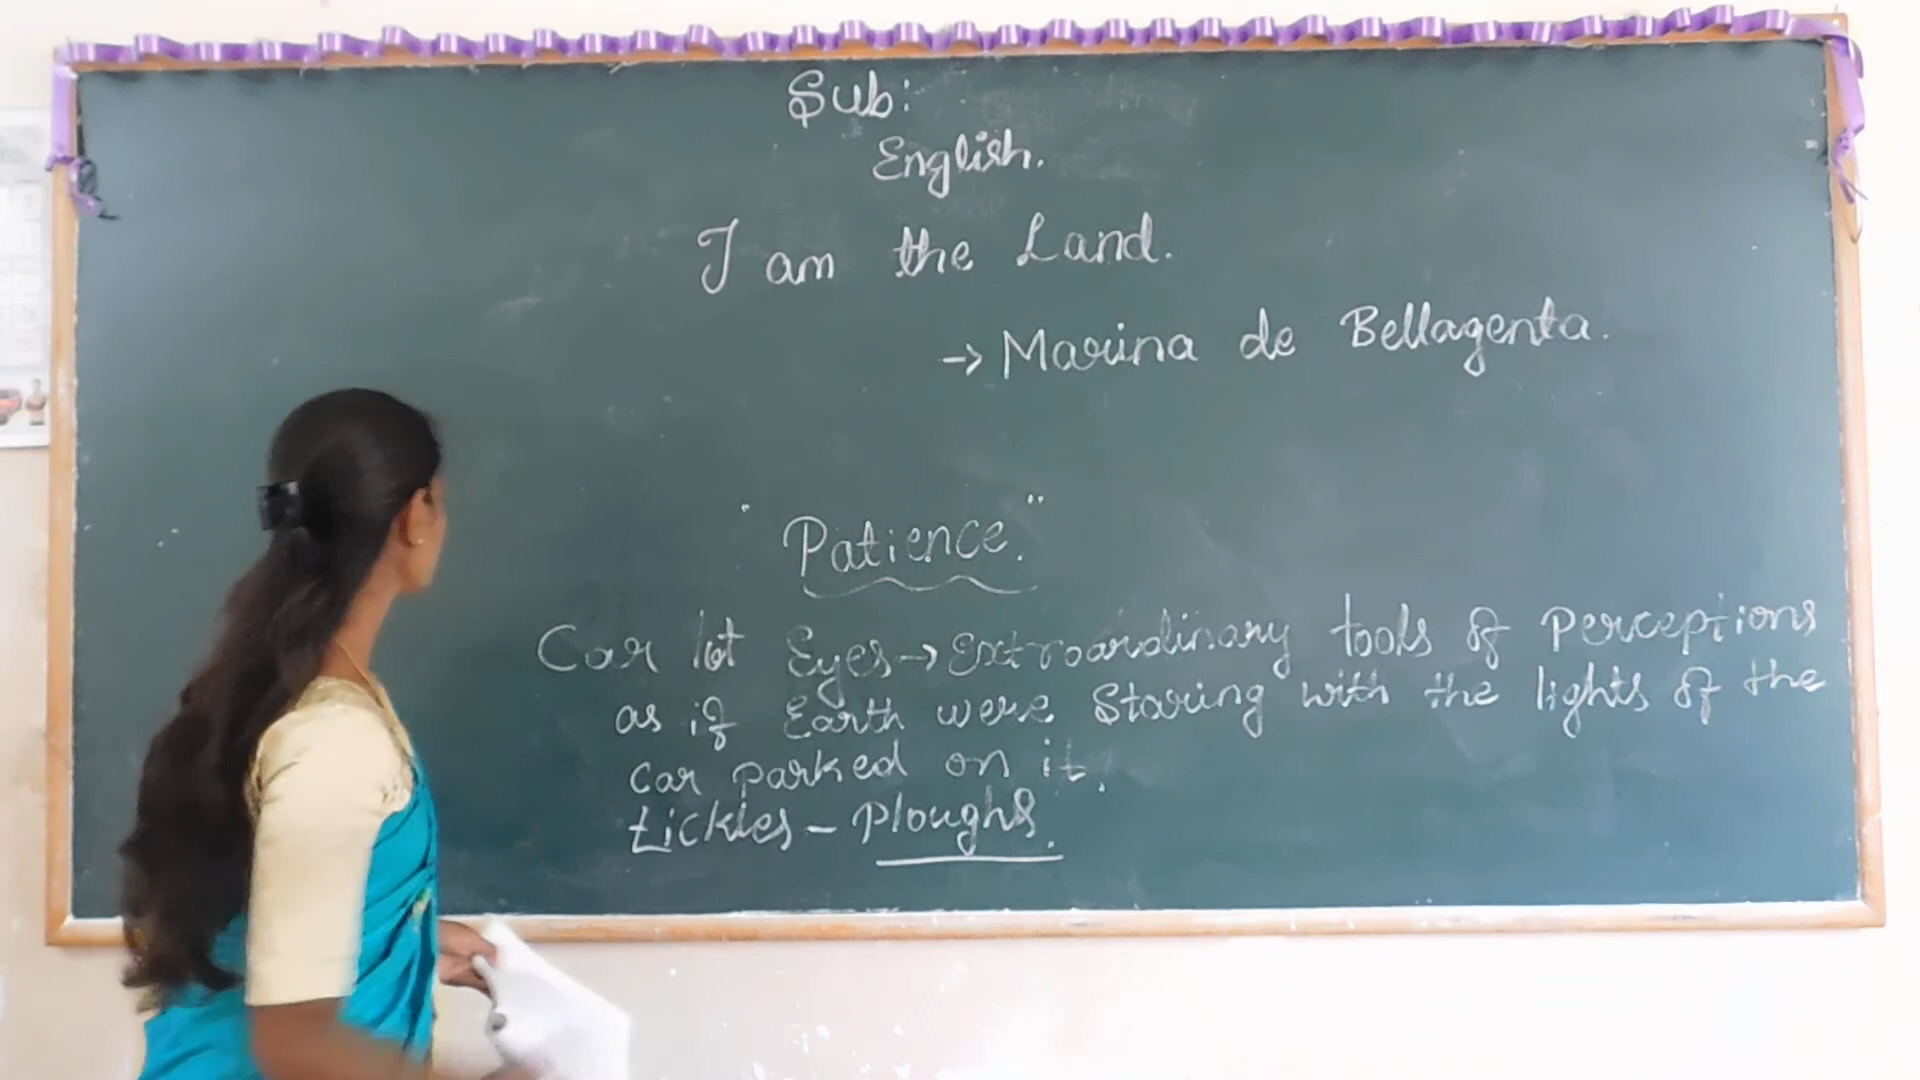 Sub:
English.
I am the Land.
→ Marina de Bellagenta.
"Patience."
Car lot Eyes → Extroardinary tools of Perceptions
as if Earth were Staring with the lights of the
car parked on it.
tickles - Ploughs.